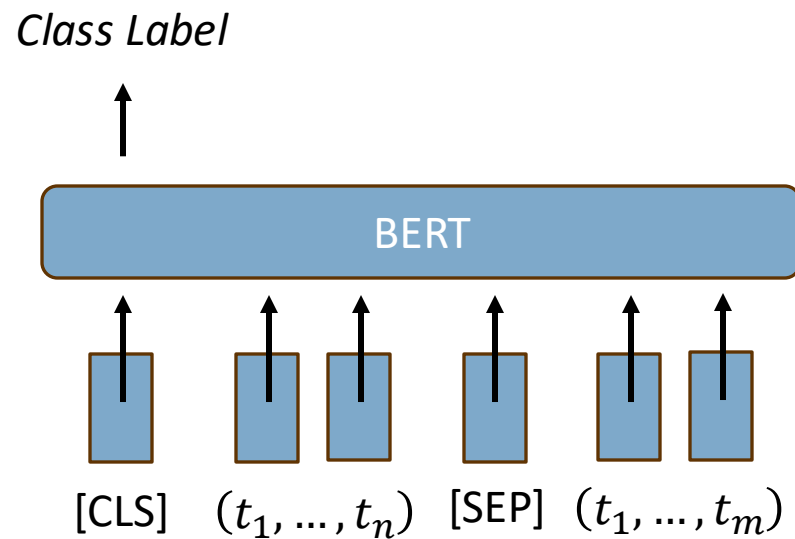 Class Label
BERT
[CLS] (t₁, ..., tₙ) [SEP] (t₁, ..., tₘ)